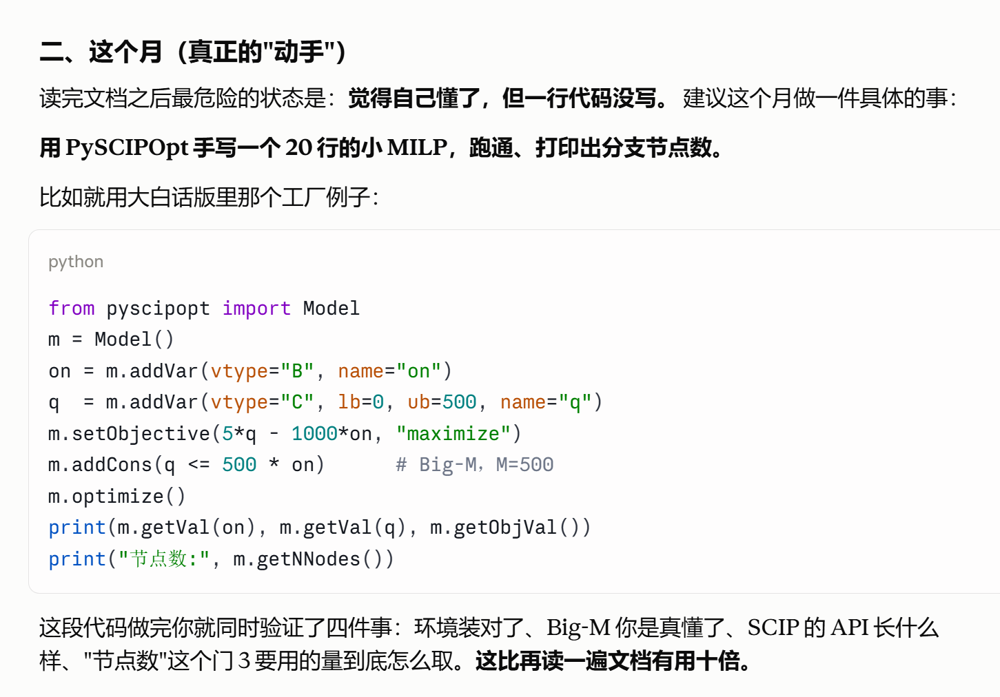 二、这个月（真正的"动手"）
读完文档之后最危险的状态是：觉得自己懂了，但一行代码没写。 建议这个月做一件具体的事：
用 PySCIPOpt 手写一个 20 行的小 MILP，跑通、打印出分支节点数。
比如就用大白话版里那个工厂例子：
python
from pyscipopt import Model
m = Model()
on = m.addVar(vtype="B", name="on")
q  = m.addVar(vtype="C", lb=0, ub=500, name="q")
m.setObjective(5*q - 1000*on, "maximize")
m.addCons(q <= 500 * on)      # Big-M，M=500
m.optimize()
print(m.getVal(on), m.getVal(q), m.getObjVal())
print("节点数:", m.getNNodes())
这段代码做完你就同时验证了四件事：环境装对了、Big-M 你是真懂了、SCIP 的 API 长什么
样、"节点数"这个门 3 要用的量到底怎么取。这比再读一遍文档有用十倍。